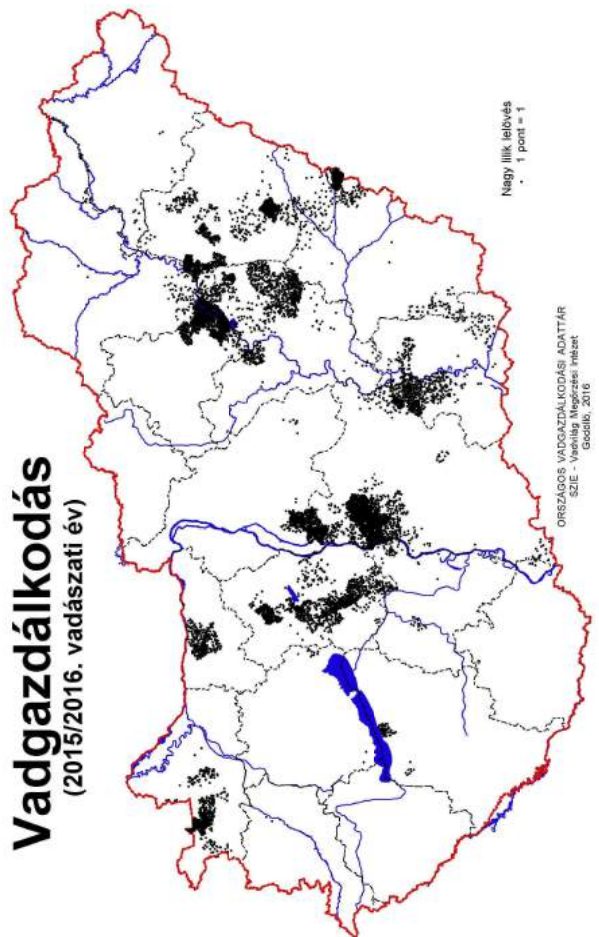 Vadgazdálkodás
(2015/2016. vadászati év)
Nagy lilik lelövés
• 1 pont = 1
ORSZÁGOS VADGAZDÁLKODÁSI ADATTÁR
SZIE - Vadvilág Megőrzési Intézet
Gödöllő, 2016